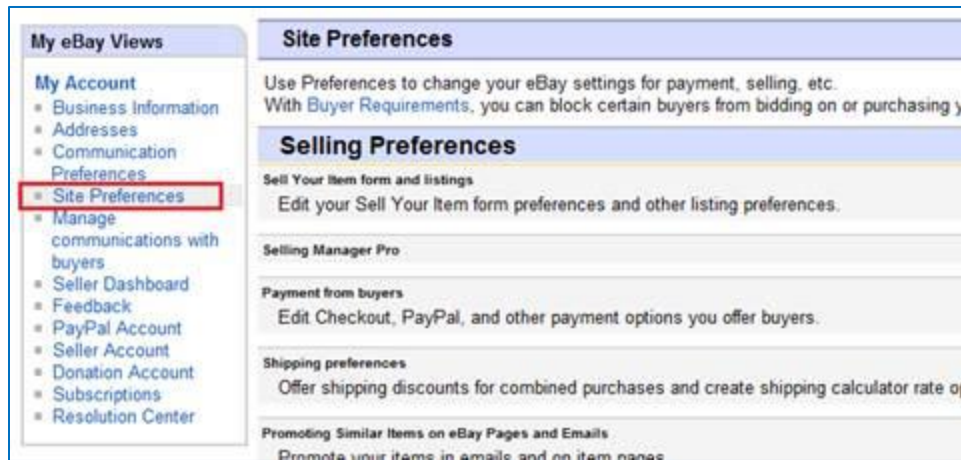 My eBay Views
My Account
Business Information
Addresses
Communication
Preferences
Site Preferences
Manage
communications with
buyers
Seller Dashboard
Feedback
PayPal Account
Seller Account
Donation Account
Subscriptions
Resolution Center
Site Preferences
Use Preferences to change your eBay settings for payment, selling, etc.
With Buyer Requirements, you can block certain buyers from bidding on or purchasing
Selling Preferences
Sell Your Item form and listings
Edit your Sell Your Item form preferences and other listing preferences.
Selling Manager Pro
Payment from buyers
Edit Checkout, PayPal, and other payment options you offer buyers.
Shipping preferences
Offer shipping discounts for combined purchases and create shipping calculator rate
Promoting Similar Items on eBay Pages and Emails
Promote your items in emails and on item pages